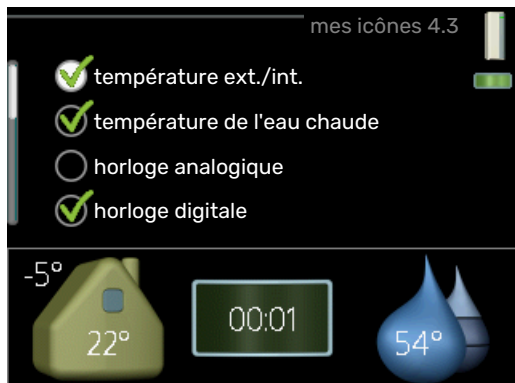 mes icônes 4.3
température ext./int.
température de l'eau chaude
horloge analogique
horloge digitale
-5°
22°
00:01
54°